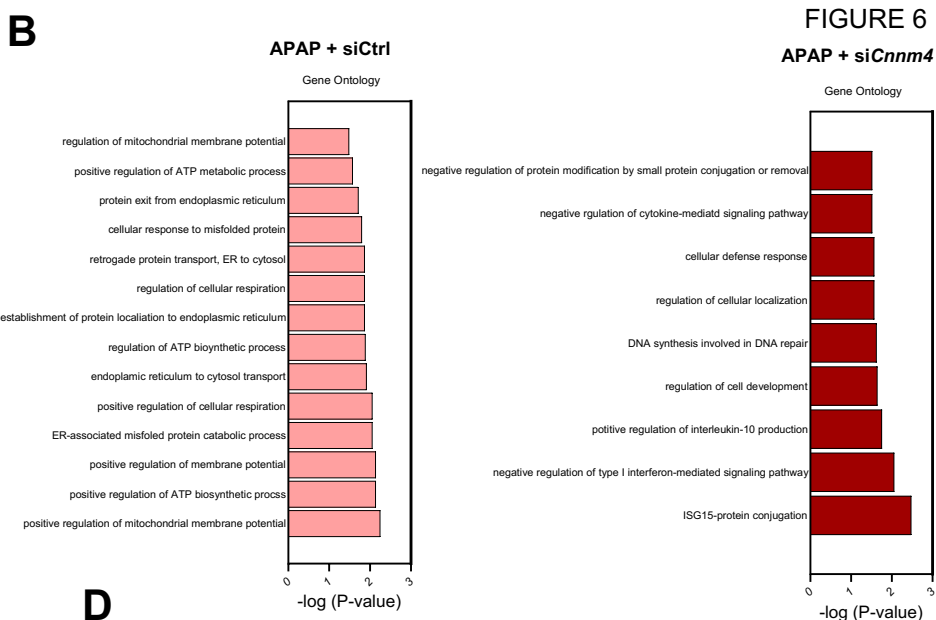 FIGURE 6
B
APAP + siCtrl
Gene Ontology
regulation of mitochondrial membrane potential
positive regulation of ATP metabolic process
protein exit from endoplasmic reticulum
cellular response to misfolded protein
retrogade protein transport, ER to cytosol
regulation of cellular respiration
establishment of protein localiation to endoplasmic reticulum
regulation of ATP bioynthetic process
endoplamic reticulum to cytosol transport
positive regulation of cellular respiration
ER-associated misfoled protein catabolic process
positive regulation of membrane potential
positive regulation of ATP biosynthetic procss
positive regulation of mitochondrial membrane potential
0 1 2 3
-log (P-value)
APAP + siCnnm4
Gene Ontology
negative regulation of protein modification by small protein conjugation or removal
negative rgulation of cytokine-mediatd signaling pathway
cellular defense response
regulation of cellular localization
DNA synthesis involved in DNA repair
regulation of cell development
potitive regulation of interleukin-10 production
negative regulation of type I interferon-mediated signaling pathway
ISG15-protein conjugation
0 1 2 3
-log (P-value)
D